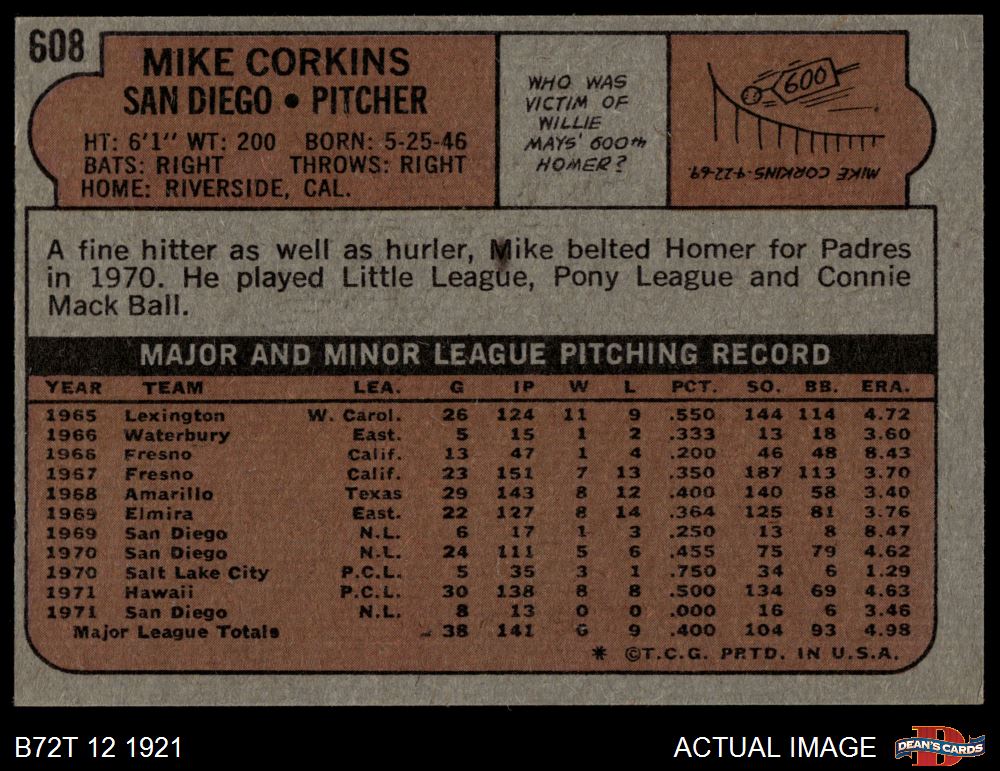 608
MIKE CORKINS
SAN DIEGO • PITCHER
HT: 6'1" WT: 200 BORN: 5-25-46
BATS: RIGHT THROWS: RIGHT
HOME: RIVERSIDE, CAL.
WHO WAS
VICTIM OF
WILLIE
MAYS' 600TH
HOMER?
600
MIKE CORKINS - 9-22-69.
A fine hitter as well as hurler, Mike belted Homer for Padres
in 1970. He played Little League, Pony League and Connie
Mack Ball.
MAJOR AND MINOR LEAGUE PITCHING RECORD
YEAR TEAM LEA. G IP W L PCT. SO. BB. ERA.
1965 Lexington W. Carol. 26 124 11 9 .550 144 114 4.72
1966 Waterbury East. 5 15 1 2 .333 13 18 3.60
1966 Fresno Calif. 13 47 1 4 .200 46 48 8.43
1967 Fresno Calif. 23 151 7 13 .350 187 113 3.70
1968 Amarillo Texas 29 143 8 12 .400 140 58 3.40
1969 Elmira East. 22 127 8 14 .364 125 81 3.76
1969 San Diego N.L. 6 17 1 3 .250 13 8 8.47
1970 San Diego N.L. 24 111 5 6 .455 75 79 4.62
1970 Salt Lake City P.C.L. 5 35 3 1 .750 34 6 1.29
1971 Hawaii P.C.L. 30 138 8 8 .500 134 69 4.63
1971 San Diego N.L. 8 13 0 0 .000 16 6 3.46
Major League Totals 38 141 6 9 .400 104 93 4.98
* ©T.C.G. PRTD. IN U.S.A.
B72T 12 1921
ACTUAL IMAGE
D
DEAN'S CARDS